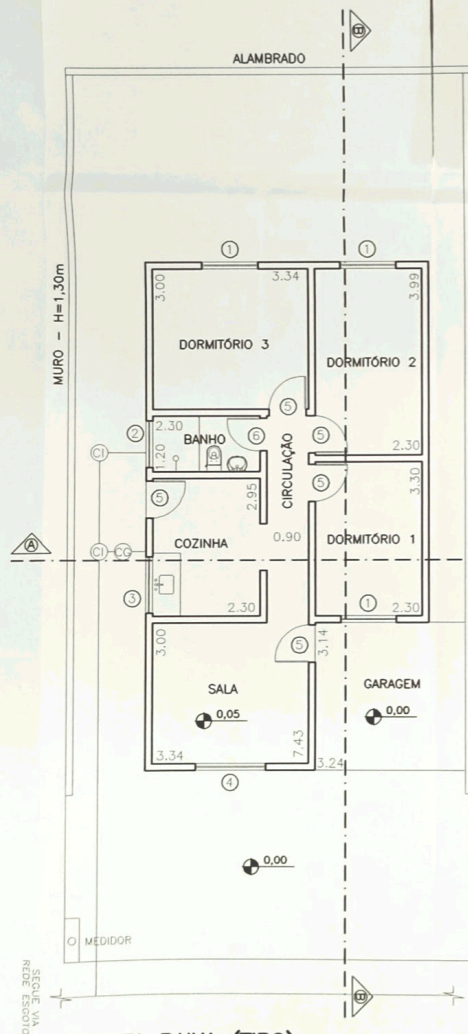 B
ALAMBRADO
MURO - H=1,30m
1
1
3.00
3.34
3.99
DORMITÓRIO 3
DORMITÓRIO 2
5
2
2.30
BANHO
6
5
2.30
1.20
CIRCULAÇÃO
CI
5
2.95
5
3.30
A
CI
CG
COZINHA
0.90
DORMITÓRIO 1
3
2.30
1
2.30
3.00
5
3.14
SALA
GARAGEM
0,05
0,00
3.34
7.43
3.24
4
0,00
MEDIDOR
SEGUE VIA
REDE ESGOTO
B
(TIPO)